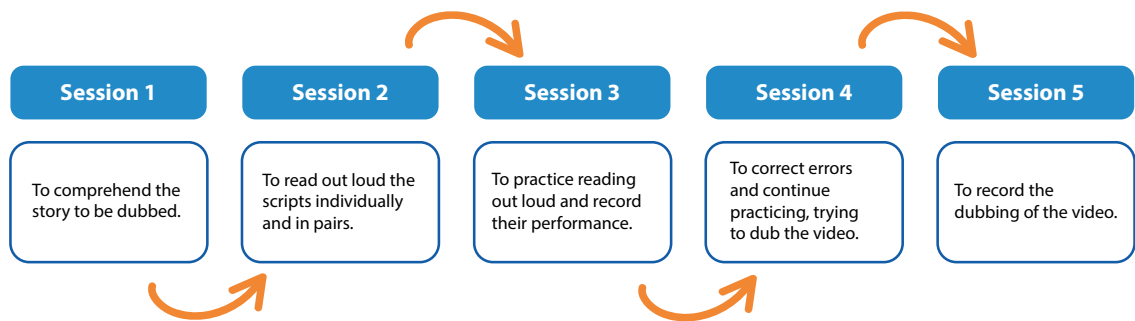 Session 1
Session 2
Session 3
Session 4
Session 5
To comprehend the
story to be dubbed.
To read out loud the
scripts individually
and in pairs.
To practice reading
out loud and record
their performance.
To correct errors
and continue
practicing, trying
to dub the video.
To record the
dubbing of the video.